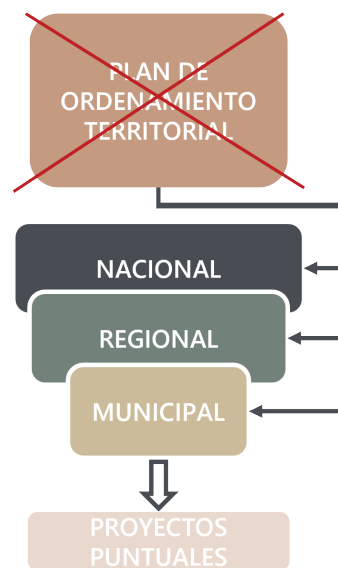 PLAN DE
ORDENAMIENTO
TERRITORIAL
NACIONAL
REGIONAL
MUNICIPAL
PROYECTOS
PUNTUALES